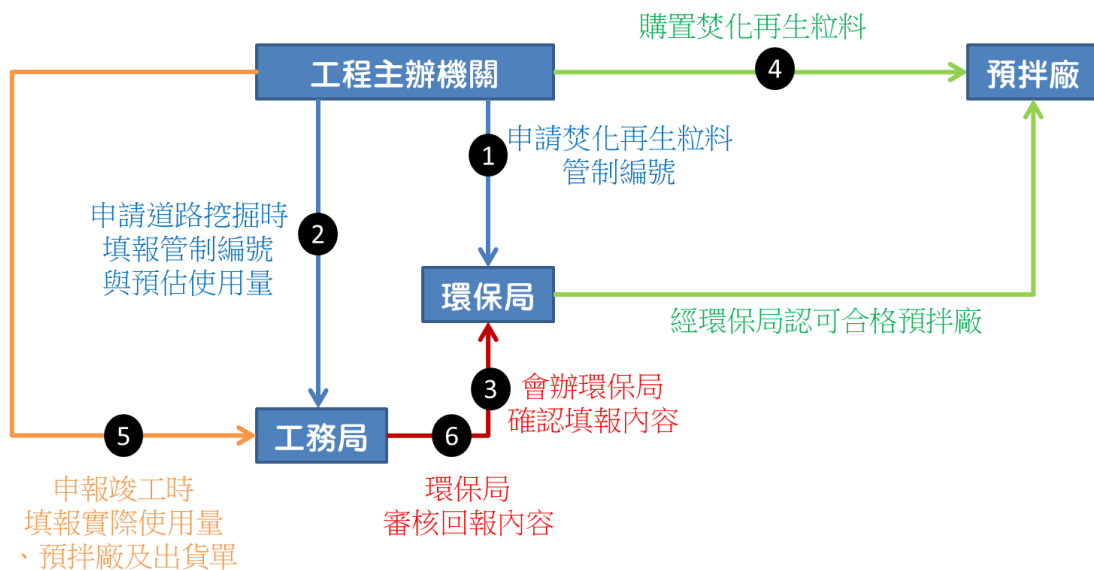 購置焚化再生粒料
4
工程主辦機關
預拌廠
1
申請焚化再生粒料
管制編號
申請道路挖掘時
填報管制編號
與預估使用量
2
環保局
經環保局認可合格預拌廠
3
會辦環保局
確認填報內容
工務局
5
6
申報竣工時
填報實際使用量
、預拌廠及出貨單
環保局
審核回報內容